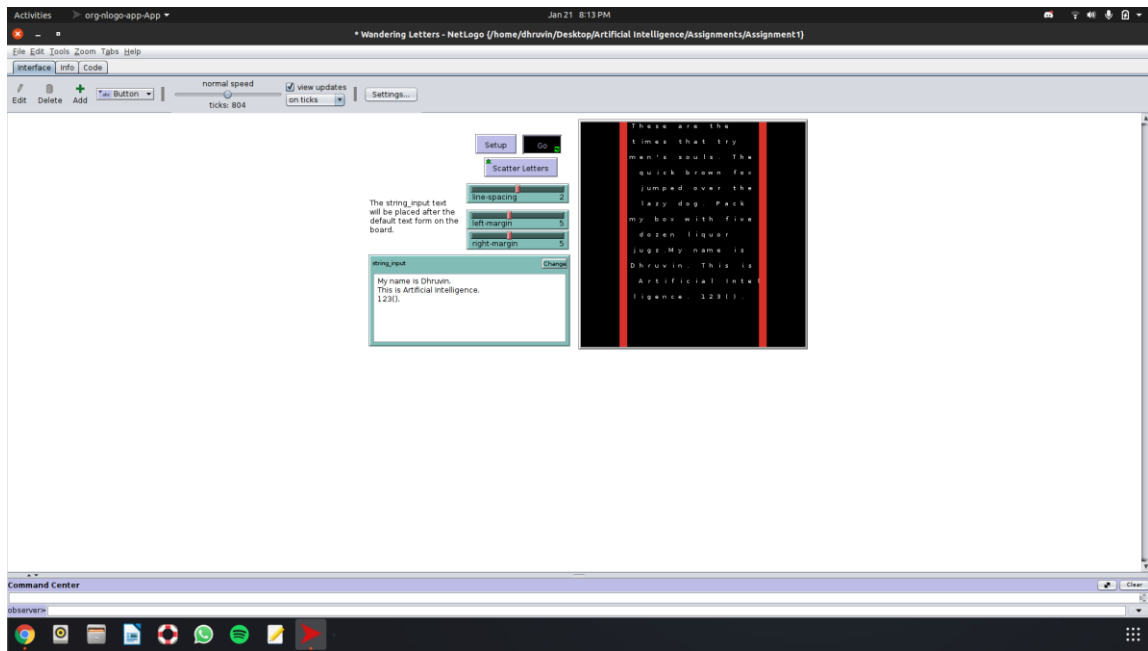 Activities
org-nlogo-app-App
Jan 21 8:13 PM
* Wandering Letters - NetLogo {/home/dhruvin/Desktop/Artificial Intelligence/Assignments/Assignment1}
File Edit Tools Zoom Tabs Help
Interface Info Code
Edit Delete Add
Abc Button
normal speed
ticks: 804
view updates
on ticks
Settings...
Setup
Go
Scatter Letters
line-spacing 2
left-margin 5
right-margin 5
The string_input text
will be placed after the
default text form on the
board.
string_input
Change
My name is Dhruvin.
This is Artificial Intelligence.
123().
These are the
times that try
men's souls. The
quick brown fox
jumped over the
lazy dog. Pack
my box with five
dozen liquor
jugs.My name is
Dhruvin. This is
Artificial Intel
ligence. 123().
Command Center
Clear
observer>